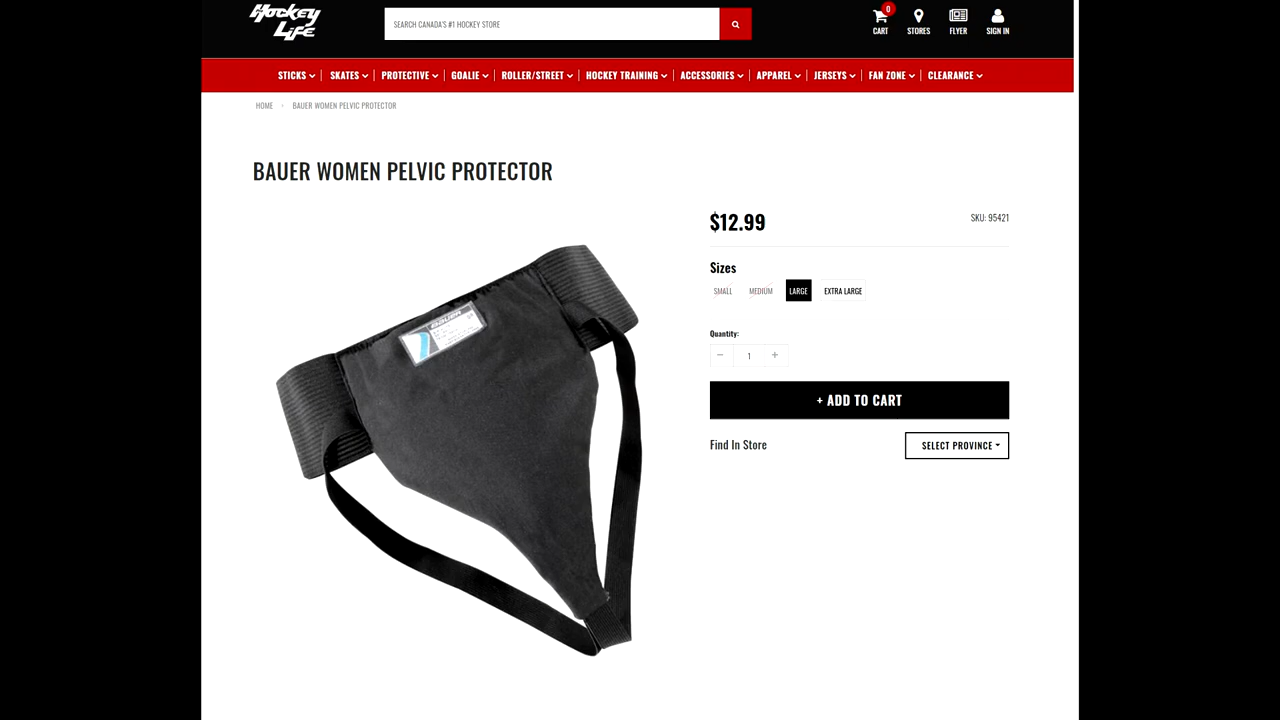 Hockey Life
SEARCH CANADA'S #1 HOCKEY STORE
0
CART STORES FLYER SIGN IN
STICKS SKATES PROTECTIVE GOALIE ROLLER/STREET HOCKEY TRAINING ACCESSORIES APPAREL JERSEYS FAN ZONE CLEARANCE
HOME BAUER WOMEN PELVIC PROTECTOR
BAUER WOMEN PELVIC PROTECTOR
$12.99 SKU: 95421
Sizes
SMALL MEDIUM LARGE EXTRA LARGE
Quantity:
− 1 +
+ ADD TO CART
Find In Store SELECT PROVINCE
BAUER